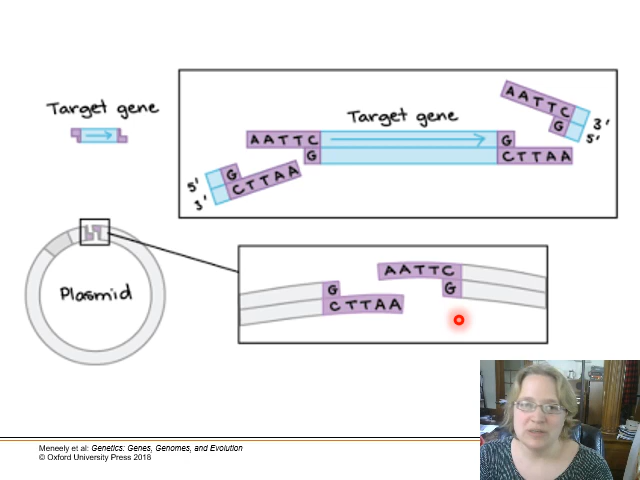 Target gene
AATTC
G
Target gene
G
CTTAA
AATTC
G
3'
5'
5'
3'
G
CTTAA
Plasmid
G
CTTAA
AATTC
G
Meneely et al: Genetics: Genes, Genomes, and Evolution
© Oxford University Press 2018